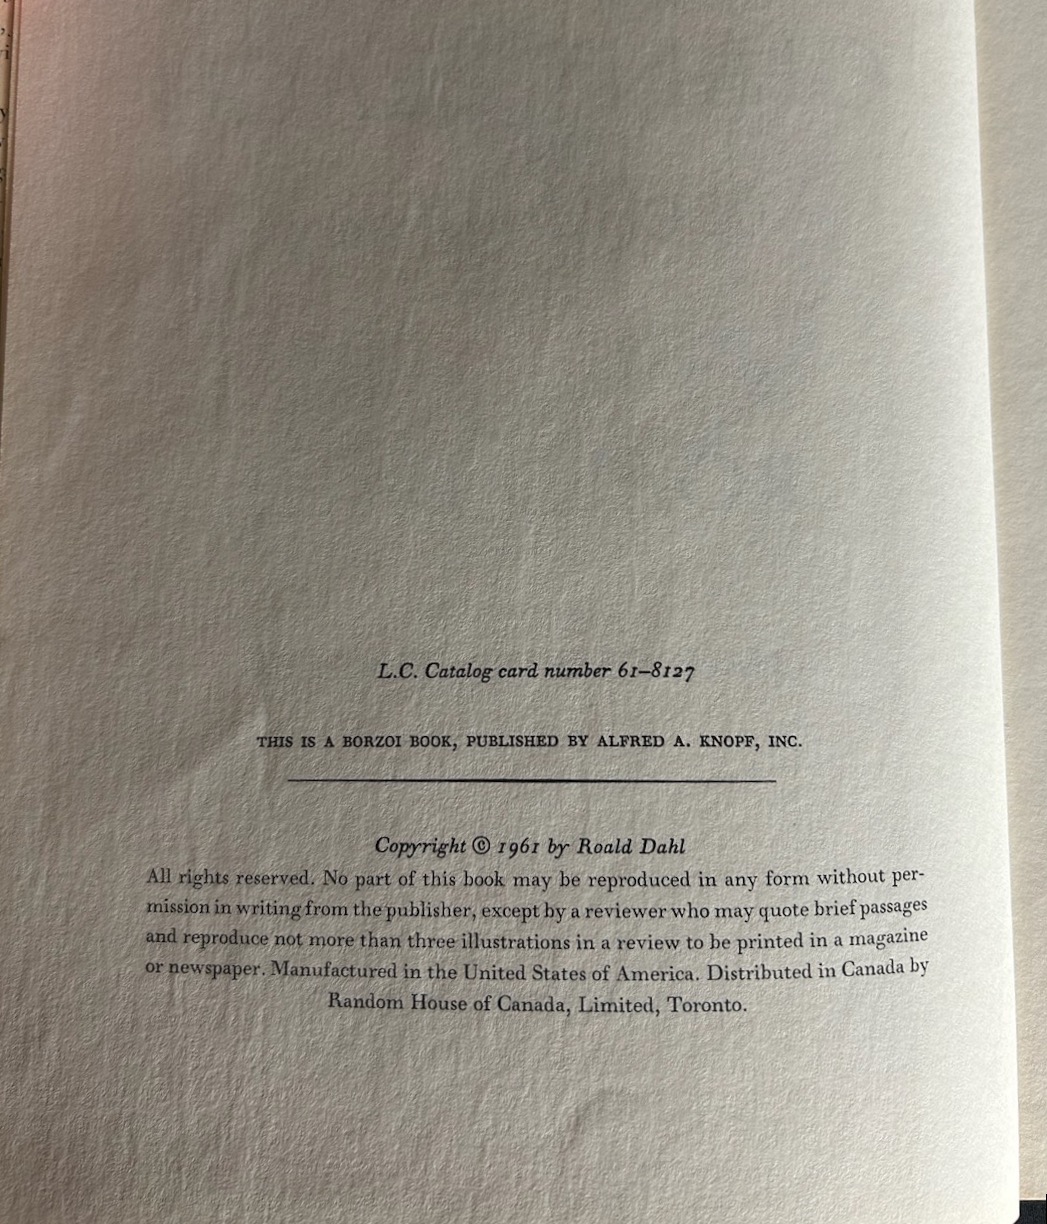 L.C. Catalog card number 61–8127
THIS IS A BORZOI BOOK, PUBLISHED BY ALFRED A. KNOPF, INC.
Copyright © 1961 by Roald Dahl
All rights reserved. No part of this book may be reproduced in any form without per-
mission in writing from the publisher, except by a reviewer who may quote brief passages
and reproduce not more than three illustrations in a review to be printed in a magazine
or newspaper. Manufactured in the United States of America. Distributed in Canada by
Random House of Canada, Limited, Toronto.